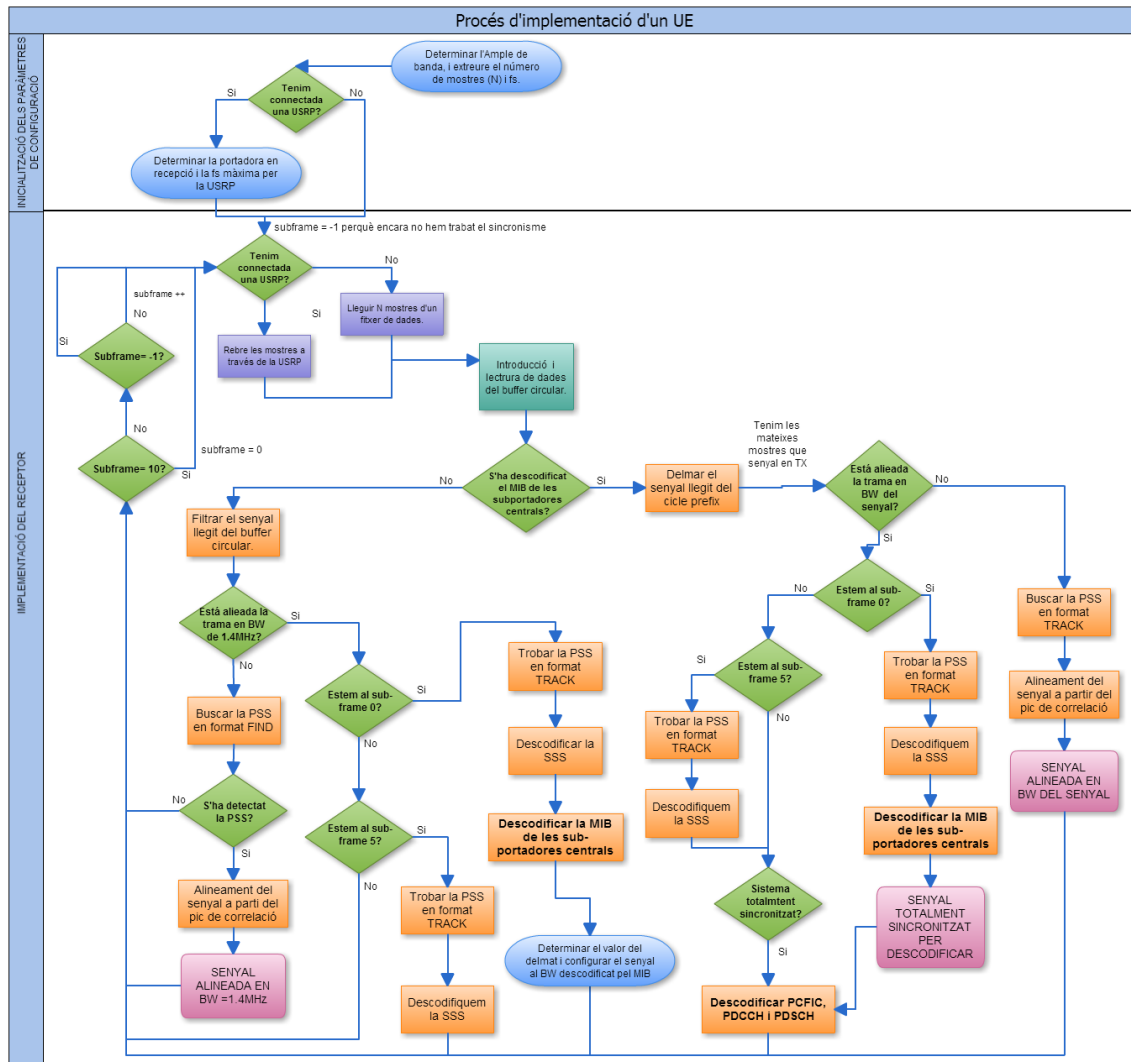 Procés d'implementació d'un UE
INICIALITZACIÓ DELS PARÀMETRES
DE CONFIGURACIÓ
Determinar l'Ample de
banda, i extreure el número
de mostres (N) i fs.
Tenim
connectada
una USRP?
Si
No
Determinar la portadora en
recepció i la fs màxima per
la USRP
IMPLEMENTACIÓ DEL RECEPTOR
subframe = -1 perquè encara no hem trabat el sincronisme
Tenim
connectada
una USRP?
No
Si
Lleguir N mostres d'un
fitxer de dades.
Rebre les mostres a
través de la USRP
subframe ++
No
Si
Subframe= -1?
No
Subframe= 10?
Si
subframe = 0
Introducció i
lectrura de dades
del buffer circular.
S'ha descodificat
el MIB de les
subportadores
centrals?
No
Si
Delmar el
senyal llegit del
cicle prefix
Tenim les
mateixes
mostres que
senyal en TX
Está alieada
la trama en
BW del
senyal?
No
Si
Filtrar el senyal
llegit del buffer
circular.
Está alieada la
trama en BW
de 1.4MHz?
Si
No
Buscar la PSS
en format FIND
S'ha detectat
la PSS?
No
Si
Alineament del
senyal a parti del
pic de correlació
SENYAL
ALINEADA EN
BW =1.4MHz
Estem al sub-
frame 0?
Si
No
Estem al sub-
frame 5?
Si
No
Trobar la PSS
en format
TRACK
Descodifiquem
la SSS
Trobar la PSS
en format
TRACK
Descodificar la
SSS
Descodificar la MIB
de les sub-
portadores centrals
Determinar el valor del
delmat i configurar el senyal
al BW descodificat pel MIB
Estem al sub-
frame 0?
No
Si
Estem al subframe 5?
Si
No
Trobar la PSS
en format
TRACK
Descodifiquem
la SSS
Sistema
totalmtent
sincronitzat?
Si
Descodificar PCFIC,
PDCCH i PDSCH
Trobar la PSS
en format
TRACK
Descodifiquem
la SSS
Descodificar la MIB
de les sub-
portadores centrals
SENYAL
TOTALMENT
SINCRONITZAT
PER
DESCODIFICAR
Buscar la PSS
en format
TRACK
Alineament del
senyal a partir del
pic de correlació
SENYAL
ALINEADA EN
BW DEL SENYAL